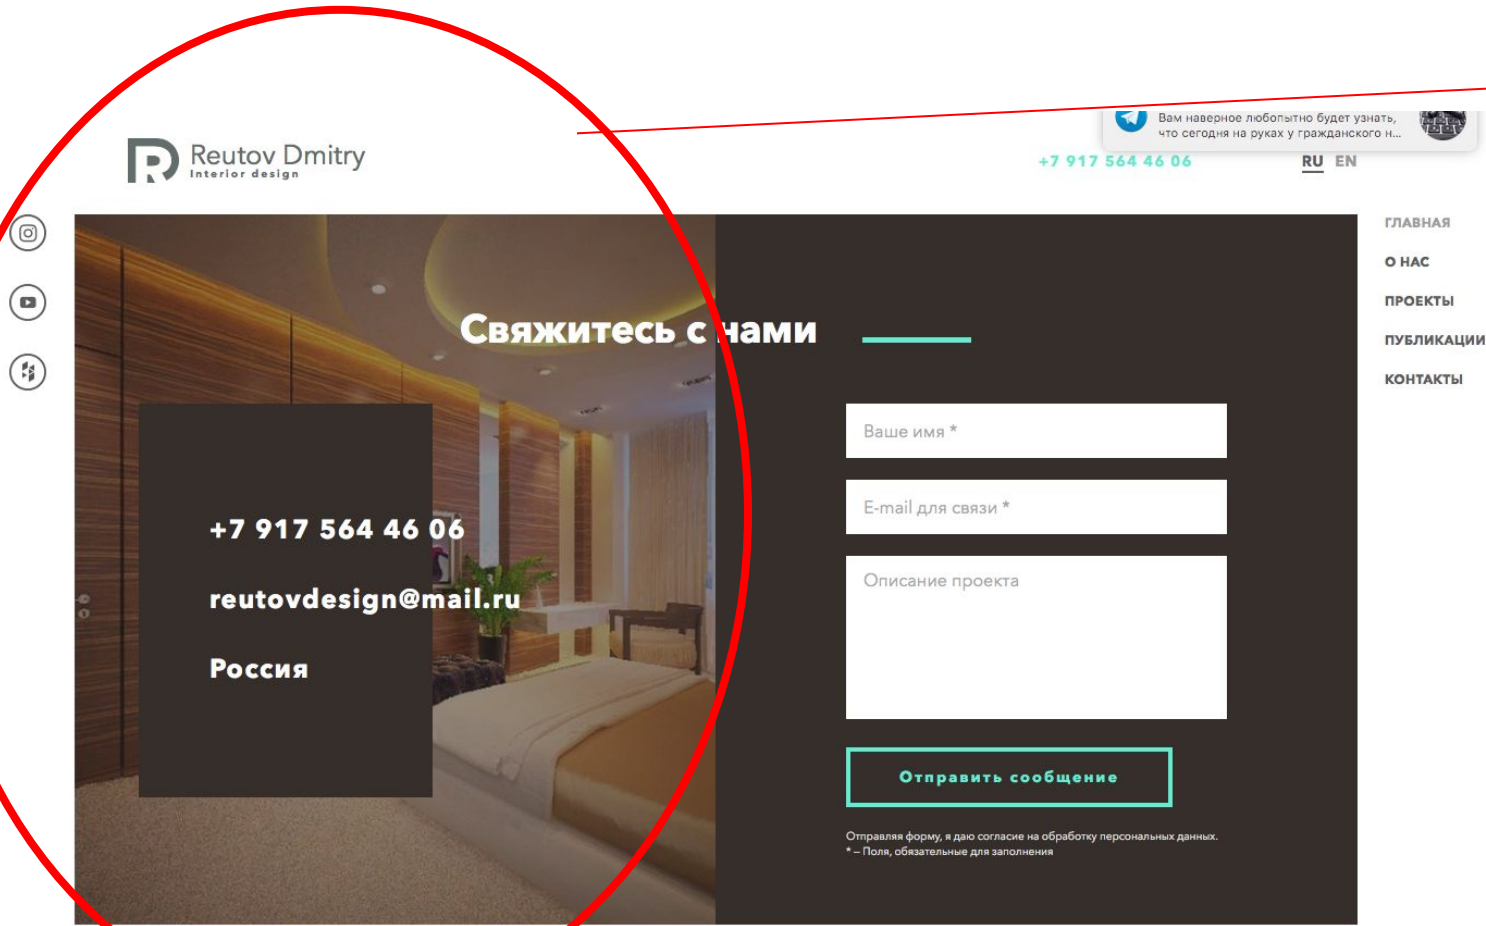 Вам наверное любопытно будет узнать,
что сегодня на руках у гражданского н...
Reutov Dmitry
Interior design
+7 917 564 46 06
RU EN
ГЛАВНАЯ
О НАС
ПРОЕКТЫ
ПУБЛИКАЦИИ
КОНТАКТЫ
Свяжитесь с нами
+7 917 564 46 06
reutovdesign@mail.ru
Россия
Ваше имя *
E-mail для связи *
Описание проекта
Отправить сообщение
Отправляя форму, я даю согласие на обработку персональных данных.
* – Поля, обязательные для заполнения